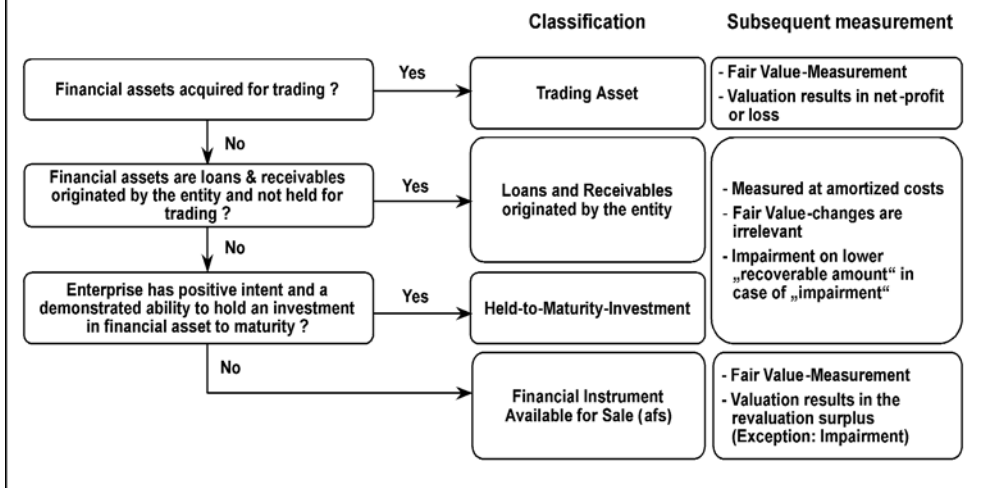 Classification
Subsequent measurement
Financial assets acquired for trading ?
Yes
Trading Asset
- Fair Value-Measurement
- Valuation results in net-profit
or loss
No
Financial assets are loans & receivables
originated by the entity and not held for
trading ?
Yes
Loans and Receivables
originated by the entity
- Measured at amortized costs
- Fair Value-changes are
irrelevant
- Impairment on lower
„recoverable amount“ in
case of „impairment“
No
Enterprise has positive intent and a
demonstrated ability to hold an investment
in financial asset to maturity ?
Yes
Held-to-Maturity-Investment
No
Financial Instrument
Available for Sale (afs)
- Fair Value-Measurement
- Valuation results in the
revaluation surplus
(Exception: Impairment)